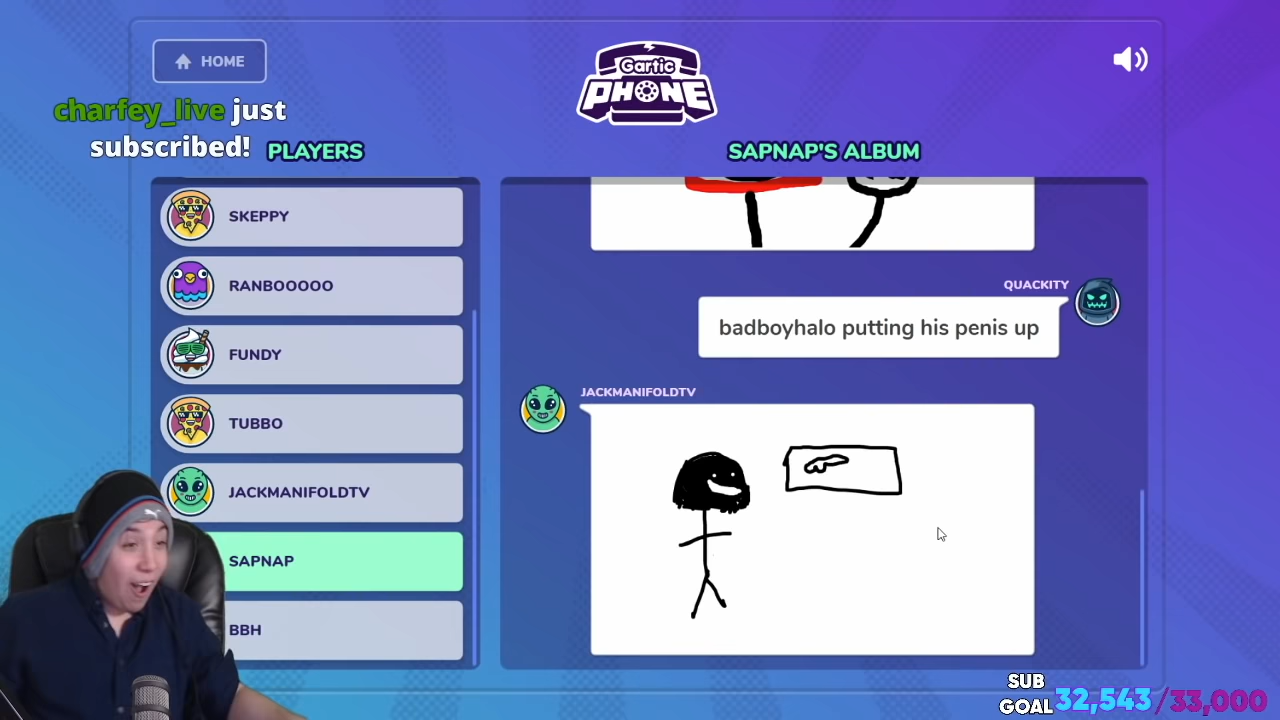 HOME
Gartic
PHONE
charfey_live just
subscribed!
PLAYERS
SKEPPY
RANBOOOOO
FUNDY
TUBBO
JACKMANIFOLDTV
SAPNAP
BBH
SAPNAP'S ALBUM
QUACKITY
badboyhalo putting his penis up
JACKMANIFOLDTV
SUB
GOAL 32,543/33,000